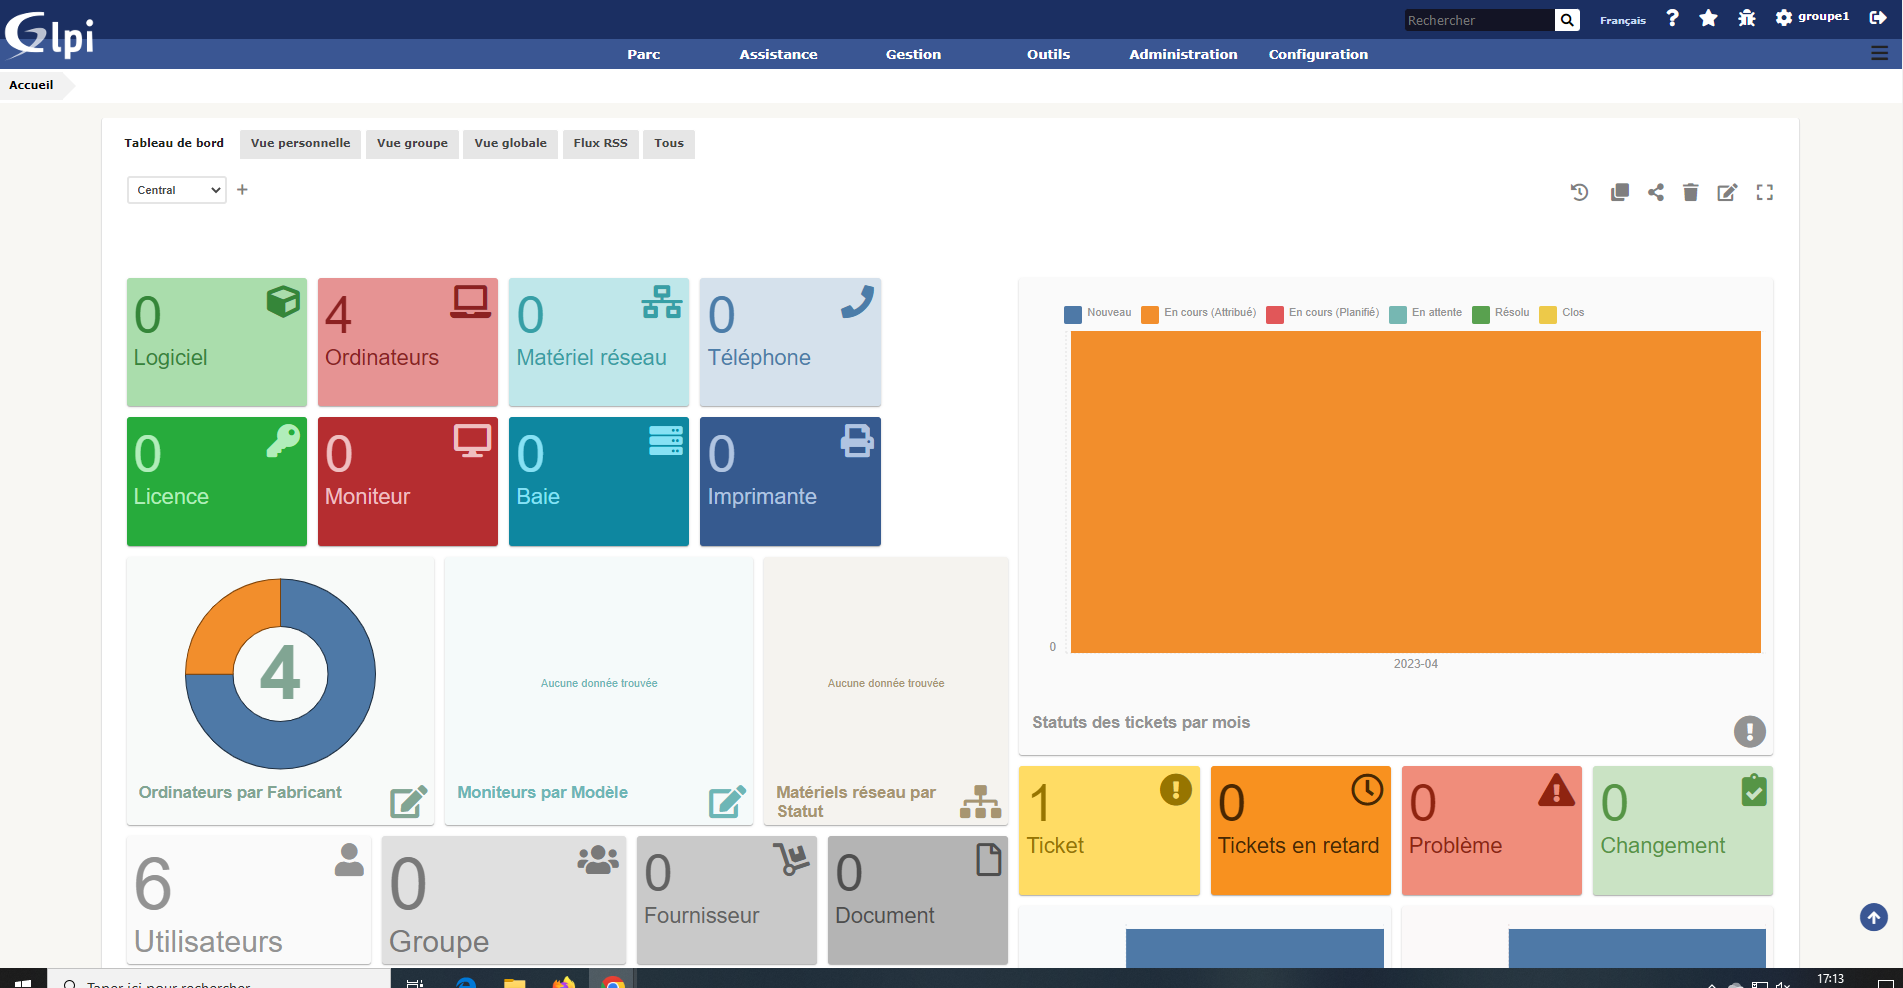 Glpi
Rechercher
Français
groupe1
Parc
Assistance
Gestion
Outils
Administration
Configuration
Accueil
Tableau de bord
Vue personnelle
Vue groupe
Vue globale
Flux RSS
Tous
Central
0
Logiciel
4
Ordinateurs
0
Matériel réseau
0
Téléphone
0
Licence
0
Moniteur
0
Baie
0
Imprimante
Nouveau
En cours (Attribué)
En cours (Planifié)
En attente
Résolu
Clos
0
2023-04
Statuts des tickets par mois
4
Ordinateurs par Fabricant
Aucune donnée trouvée
Moniteurs par Modèle
Aucune donnée trouvée
Matériels réseau par
Statut
1
Ticket
0
Tickets en retard
0
Problème
0
Changement
6
Utilisateurs
0
Groupe
0
Fournisseur
0
Document
Taper ici pour rechercher
17:13